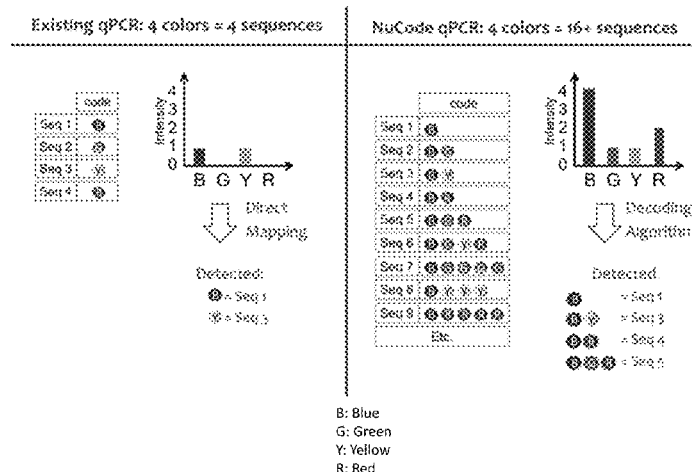 Existing qPCR: 4 colors = 4 sequences
NuCode qPCR: 4 colors = 16+ sequences
code
Seq 1
Seq 2
Seq 3
Seq 4
Intensity
4
3
2
1
0
B G Y R
Direct
Mapping
Detected:
= Seq 1
= Seq 3
code
Seq 1
Seq 2
Seq 3
Seq 4
Seq 5
Seq 6
Seq 7
Seq 8
Seq 9
Etc.
Intensity
4
3
2
1
0
B G Y R
Decoding
Algorithm
Detected
= Seq 1
= Seq 3
= Seq 4
= Seq 5
B: Blue
G: Green
Y: Yellow
R: Red